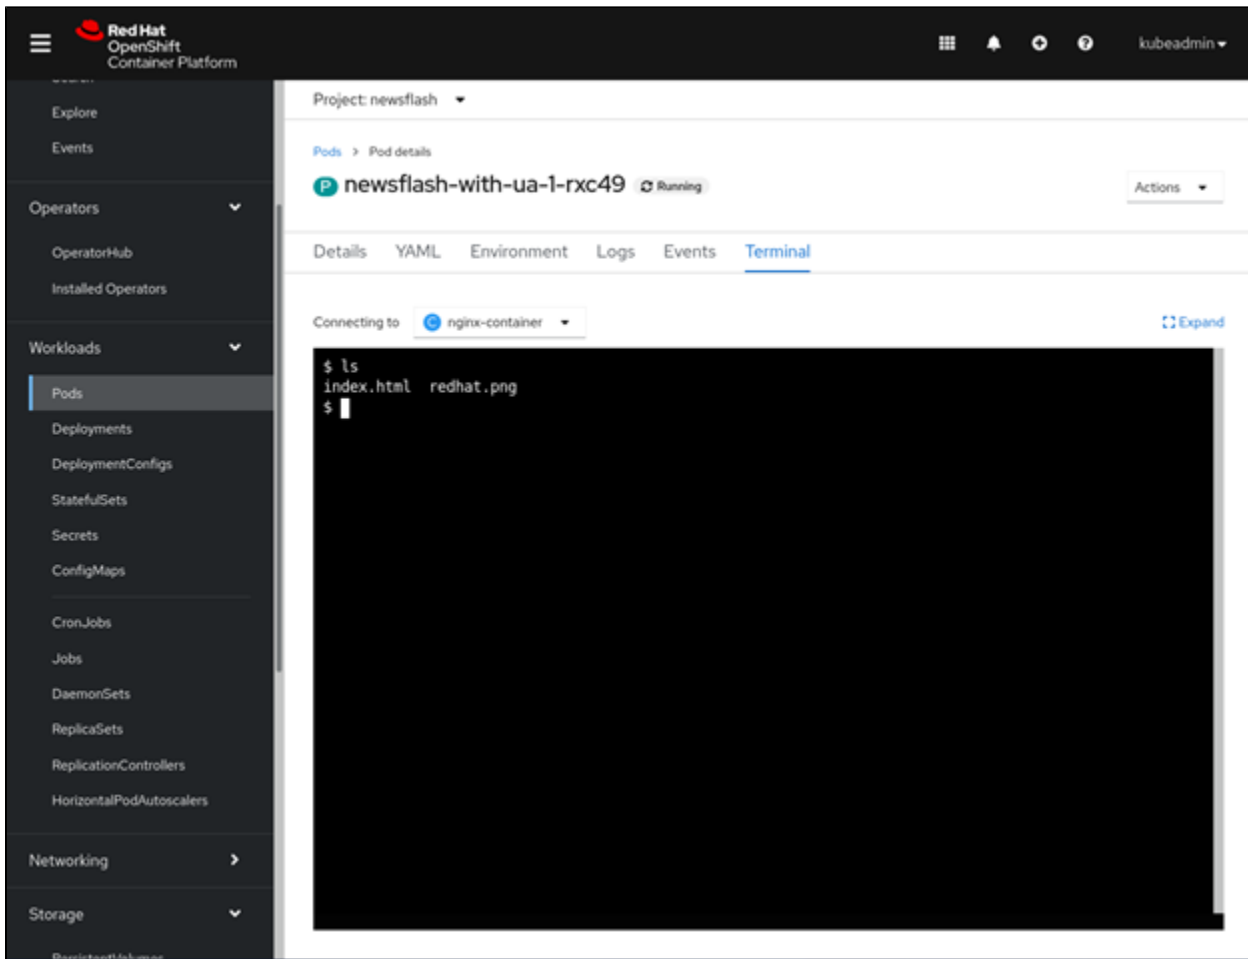 Red Hat
OpenShift
Container Platform
kubeadmin
Search
Explore
Events
Operators
OperatorHub
Installed Operators
Workloads
Pods
Deployments
DeploymentConfigs
StatefulSets
Secrets
ConfigMaps
CronJobs
Jobs
DaemonSets
ReplicaSets
ReplicationControllers
HorizontalPodAutoscalers
Networking
Storage
PersistentVolumes
Project: newsflash
Pods > Pod details
P newsflash-with-ua-1-rxc49 Running
Actions
Details YAML Environment Logs Events Terminal
Connecting to C nginx-container
Expand
$ ls
index.html redhat.png
$